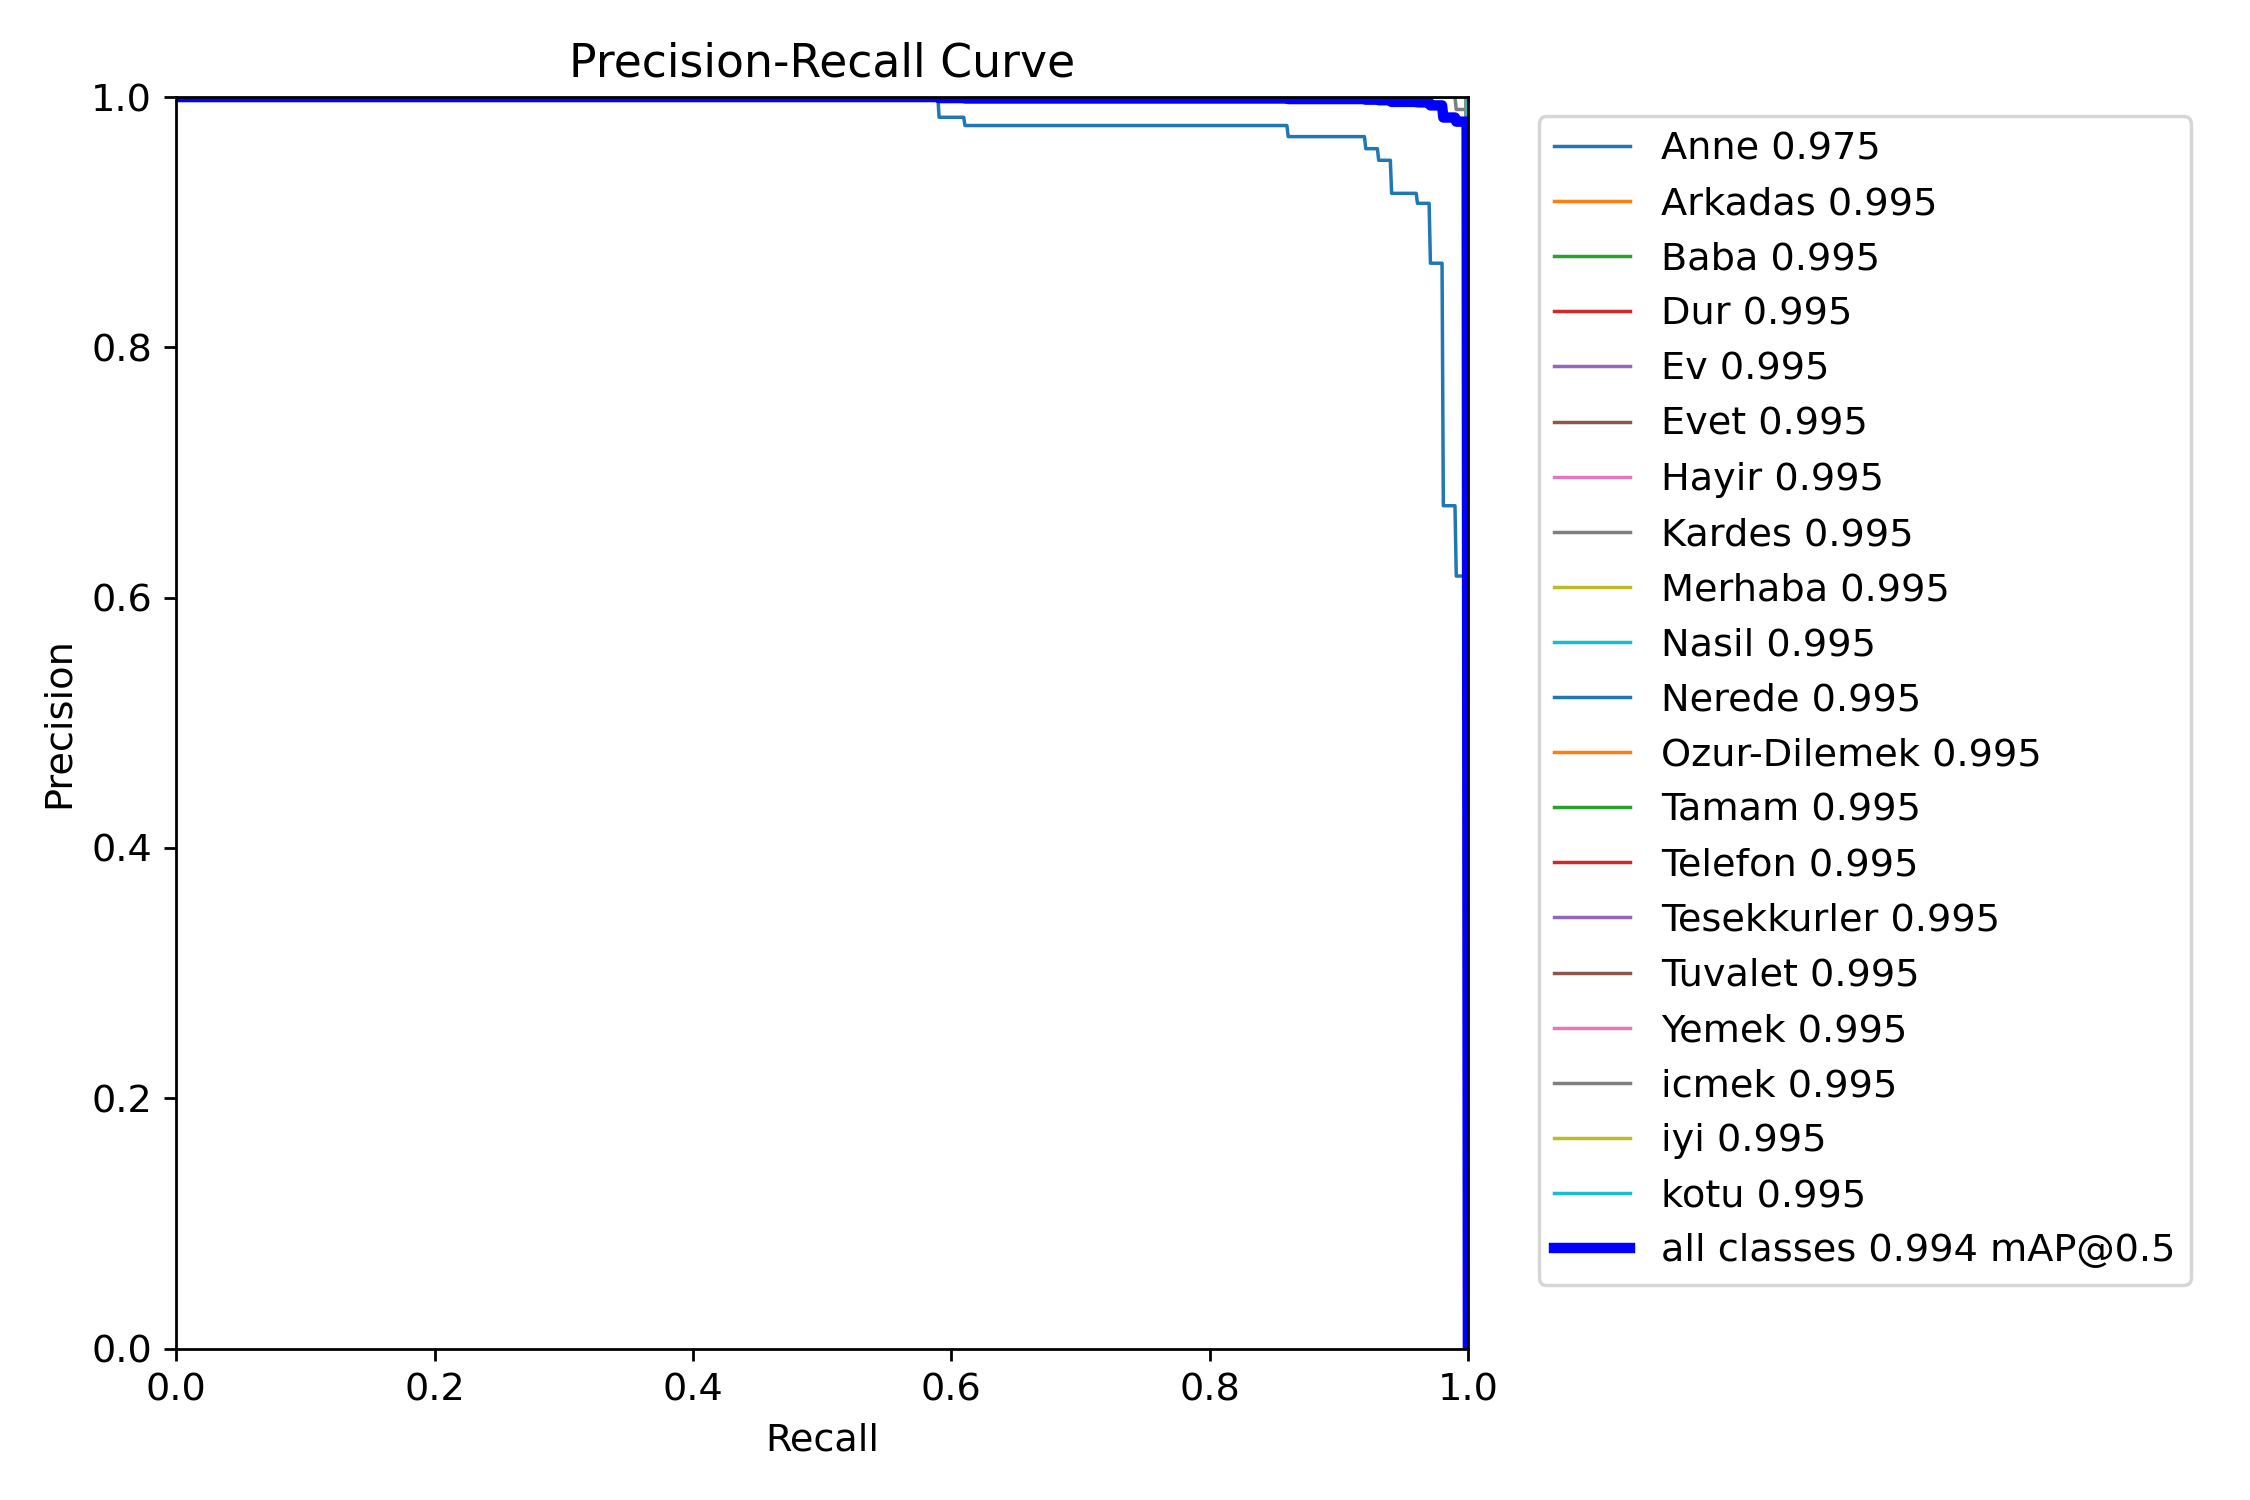 Precision-Recall Curve
1.0
0.8
0.6
0.4
0.2
0.0
Precision
0.0 0.2 0.4 0.6 0.8 1.0
Recall
Anne 0.975
Arkadas 0.995
Baba 0.995
Dur 0.995
Ev 0.995
Evet 0.995
Hayir 0.995
Kardes 0.995
Merhaba 0.995
Nasil 0.995
Nerede 0.995
Ozur-Dilemek 0.995
Tamam 0.995
Telefon 0.995
Tesekkurler 0.995
Tuvalet 0.995
Yemek 0.995
icmek 0.995
iyi 0.995
kotu 0.995
all classes 0.994 mAP@0.5